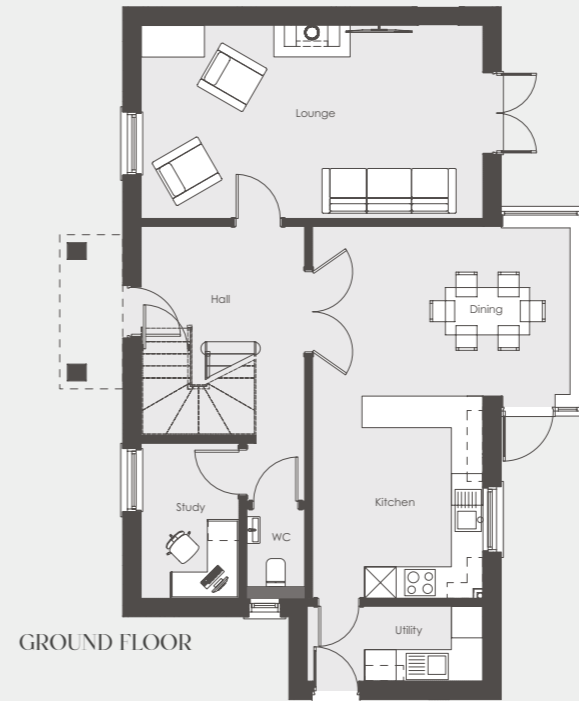 Lounge
Hall
Dining
Kitchen
Study
WC
Utility
GROUND FLOOR